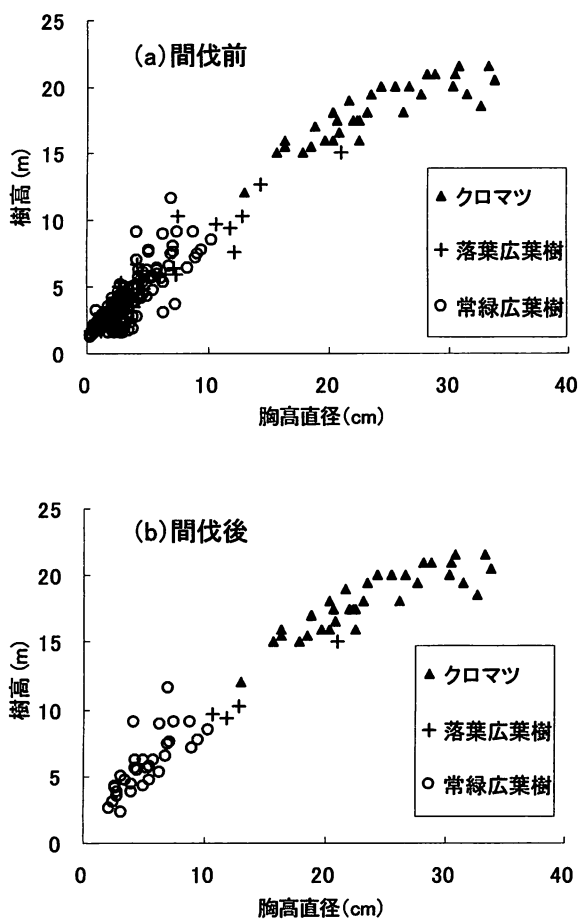 (a)間伐前
25
20
15
10
5
0
樹高(m)
▲ クロマツ
+ 落葉広葉樹
○ 常緑広葉樹
0 10 20 30 40
胸高直径(cm)
(b)間伐後
25
20
15
10
5
0
樹高(m)
▲ クロマツ
+ 落葉広葉樹
○ 常緑広葉樹
0 10 20 30 40
胸高直径(cm)